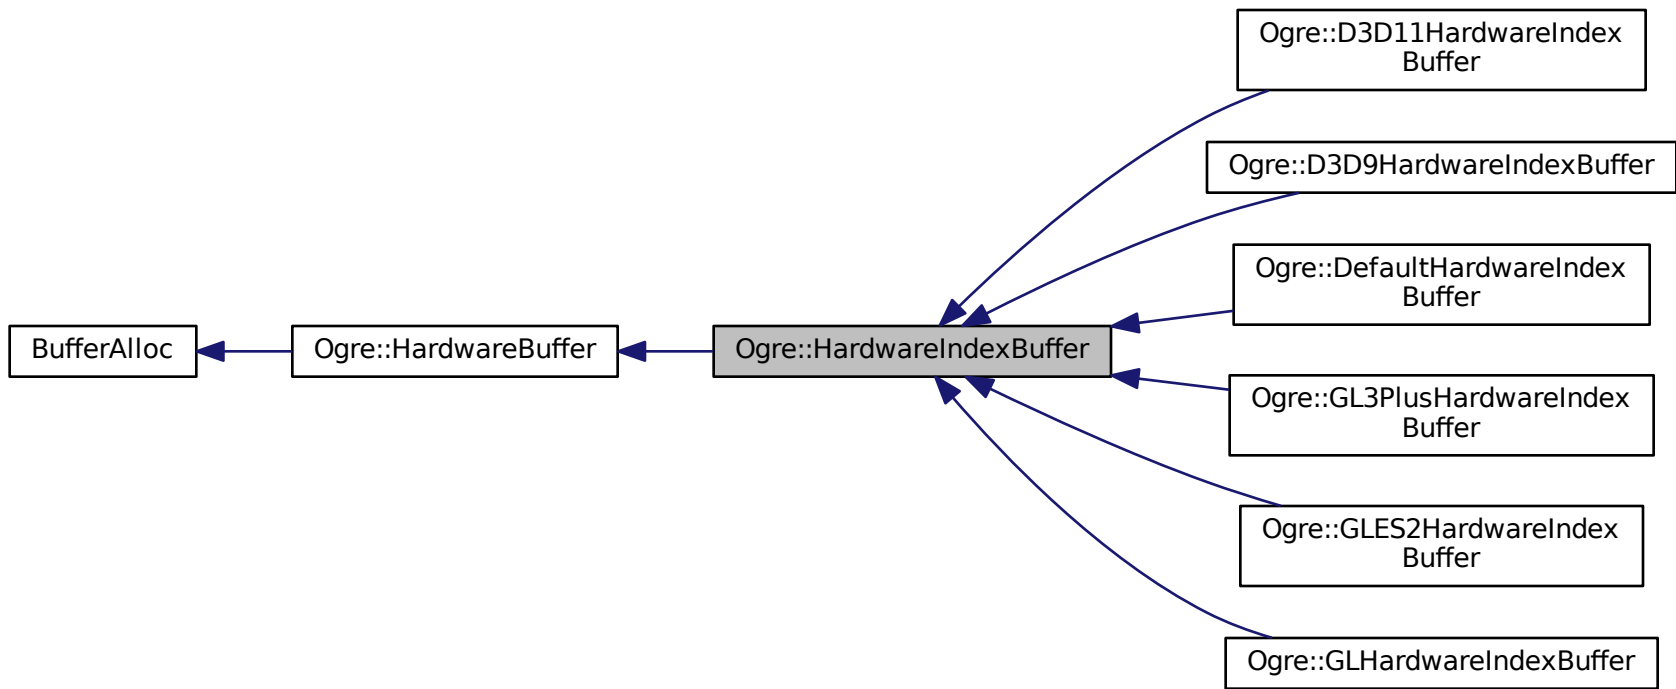 BufferAlloc
Ogre::HardwareBuffer
Ogre::HardwareIndexBuffer
Ogre::D3D11HardwareIndex
Buffer
Ogre::D3D9HardwareIndexBuffer
Ogre::DefaultHardwareIndex
Buffer
Ogre::GL3PlusHardwareIndex
Buffer
Ogre::GLES2HardwareIndex
Buffer
Ogre::GLHardwareIndexBuffer